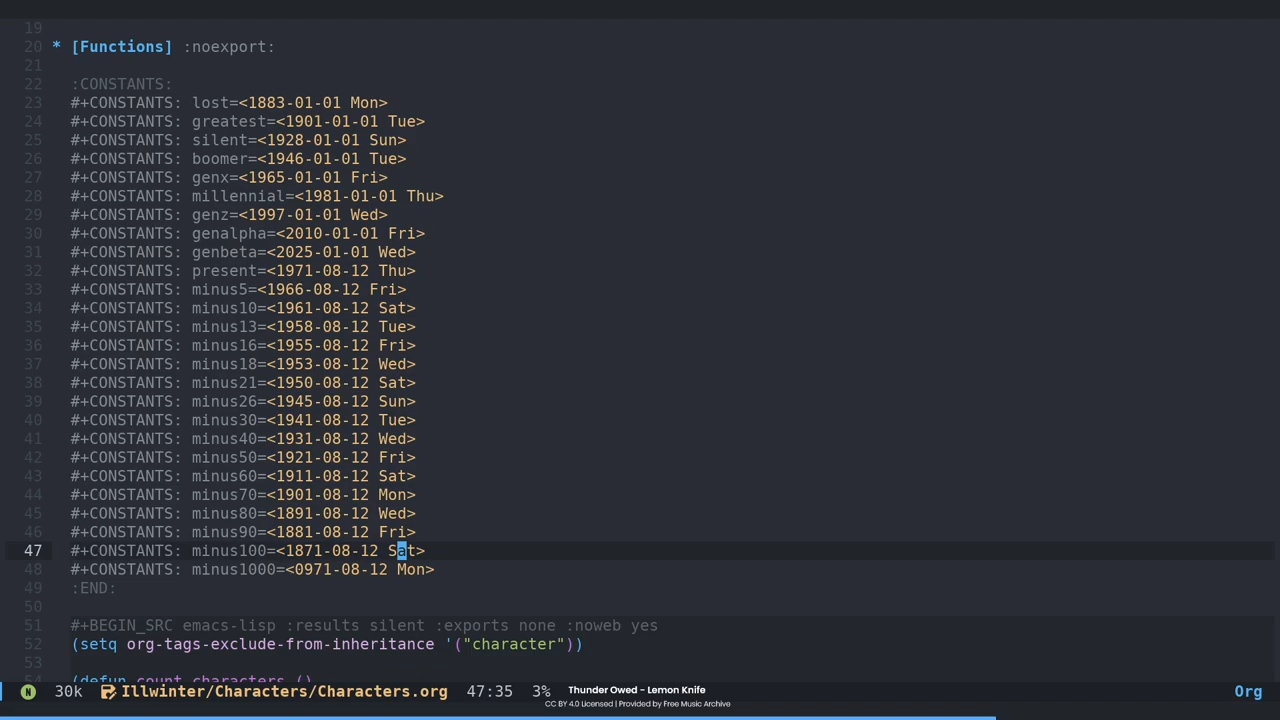 19
20 * [Functions] :noexport:
21
22 :CONSTANTS:
23 #+CONSTANTS: lost=<1883-01-01 Mon>
24 #+CONSTANTS: greatest=<1901-01-01 Tue>
25 #+CONSTANTS: silent=<1928-01-01 Sun>
26 #+CONSTANTS: boomer=<1946-01-01 Tue>
27 #+CONSTANTS: genx=<1965-01-01 Fri>
28 #+CONSTANTS: millennial=<1981-01-01 Thu>
29 #+CONSTANTS: genz=<1997-01-01 Wed>
30 #+CONSTANTS: genalpha=<2010-01-01 Fri>
31 #+CONSTANTS: genbeta=<2025-01-01 Wed>
32 #+CONSTANTS: present=<1971-08-12 Thu>
33 #+CONSTANTS: minus5=<1966-08-12 Fri>
34 #+CONSTANTS: minus10=<1961-08-12 Sat>
35 #+CONSTANTS: minus13=<1958-08-12 Tue>
36 #+CONSTANTS: minus16=<1955-08-12 Fri>
37 #+CONSTANTS: minus18=<1953-08-12 Wed>
38 #+CONSTANTS: minus21=<1950-08-12 Sat>
39 #+CONSTANTS: minus26=<1945-08-12 Sun>
40 #+CONSTANTS: minus30=<1941-08-12 Tue>
41 #+CONSTANTS: minus40=<1931-08-12 Wed>
42 #+CONSTANTS: minus50=<1921-08-12 Fri>
43 #+CONSTANTS: minus60=<1911-08-12 Sat>
44 #+CONSTANTS: minus70=<1901-08-12 Mon>
45 #+CONSTANTS: minus80=<1891-08-12 Wed>
46 #+CONSTANTS: minus90=<1881-08-12 Fri>
47 #+CONSTANTS: minus100=<1871-08-12 Sat>
48 #+CONSTANTS: minus1000=<0971-08-12 Mon>
49 :END:
50
51 #+BEGIN_SRC emacs-lisp :results silent :exports none :noweb yes
52 (setq org-tags-exclude-from-inheritance '("character"))
53
54 (defun count characters ()
N 30k Illwinter/Characters/Characters.org 47:35 3% Org
Thunder Owed - Lemon Knife
CC BY 4.0 Licensed | Provided by Free Music Archive